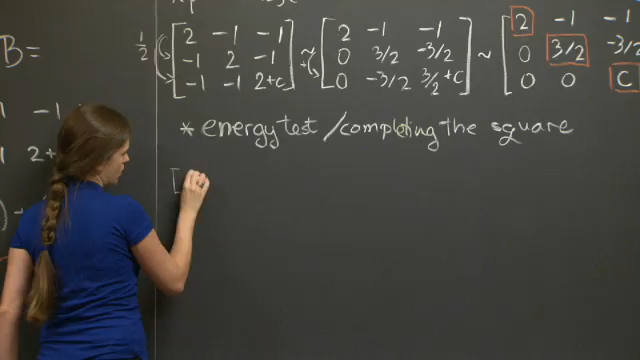 B =
1/2 [2 -1 -1; -1 2 -1; -1 -1 2+c] ~ [2 -1 -1; 0 3/2 -3/2; 0 -3/2 3/2+c] ~ [2 -1 -1; 0 3/2 -3/2; 0 0 c]
-1
2+
* energy test / completing the square
[